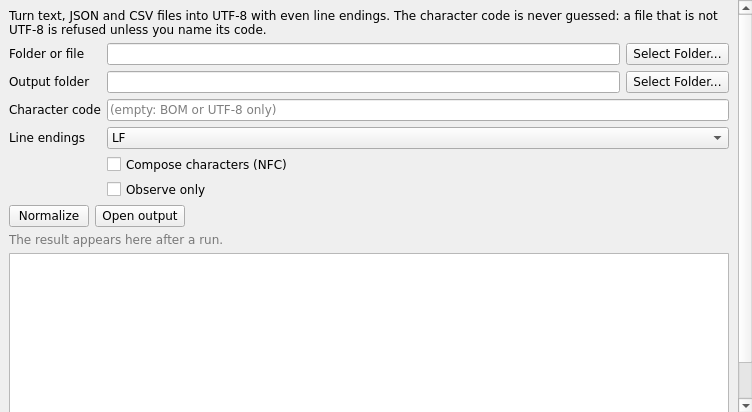 Turn text, JSON and CSV files into UTF-8 with even line endings. The character code is never guessed: a file that is not
UTF-8 is refused unless you name its code.
Folder or file Select Folder...
Output folder Select Folder...
Character code (empty: BOM or UTF-8 only)
Line endings LF
Compose characters (NFC)
Observe only
Normalize Open output
The result appears here after a run.